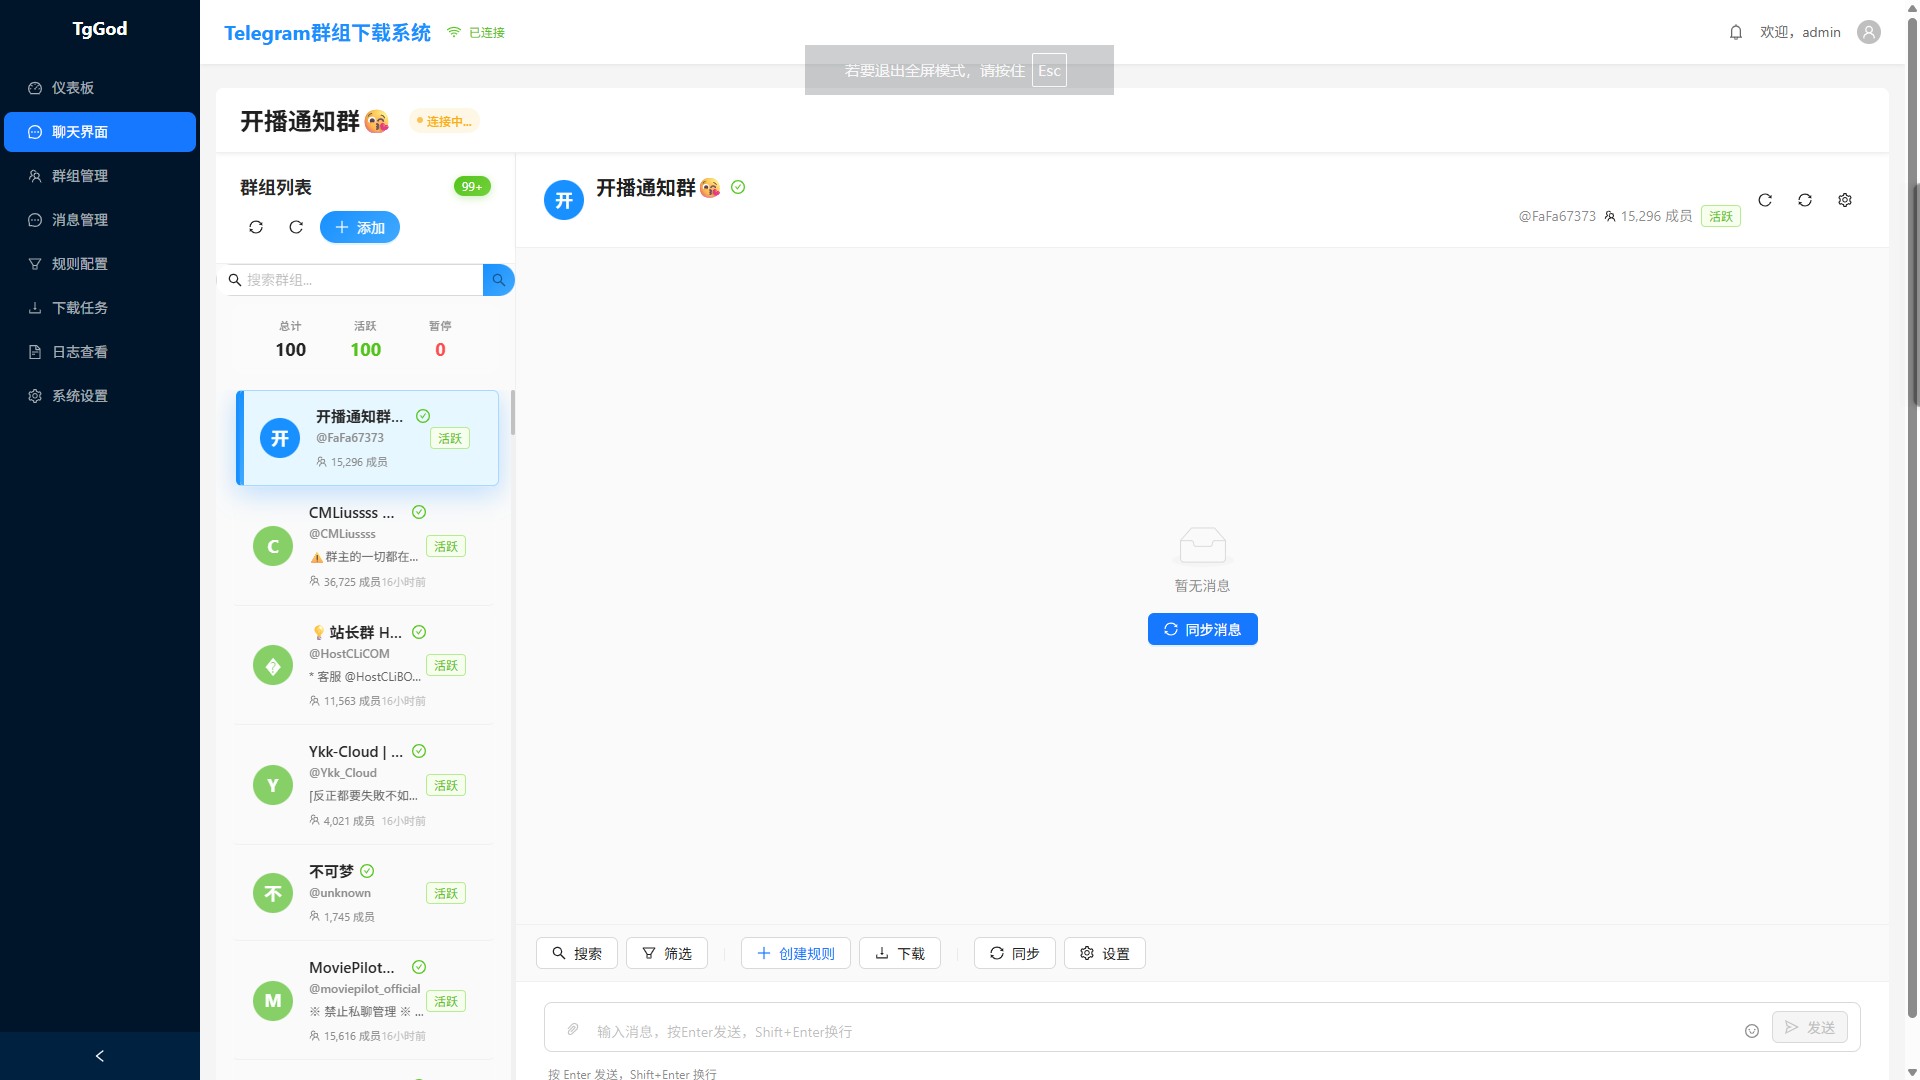 TgGod
仪表板
聊天界面
群组管理
消息管理
规则配置
下载任务
日志查看
系统设置
Telegram群组下载系统
已连接
欢迎，admin
若要退出全屏模式，请按住 Esc
开播通知群😘
连接中...
群组列表
99+
添加
搜索群组...
总计
活跃
暂停
100
100
0
开
开播通知群...
@FaFa67373
活跃
15,296 成员
C
CMLiussss ...
@CMLiussss
⚠️群主的一切都在...
活跃
36,725 成员16小时前
�
💡站长群 H...
@HostCLiCOM
* 客服 @HostCLiBO...
活跃
11,563 成员16小时前
Y
Ykk-Cloud | ...
@Ykk_Cloud
⌈反正都要失敗不如...
活跃
4,021 成员 16小时前
不
不可梦
@unknown
活跃
1,745 成员
M
MoviePilot...
@moviepilot_official
※ 禁止私聊管理 ※ ...
活跃
15,616 成员16小时前
开
开播通知群😘
@FaFa67373 15,296 成员 活跃
暂无消息
同步消息
搜索
筛选
创建规则
下载
同步
设置
输入消息，按Enter发送，Shift+Enter换行
发送
按 Enter 发送，Shift+Enter 换行